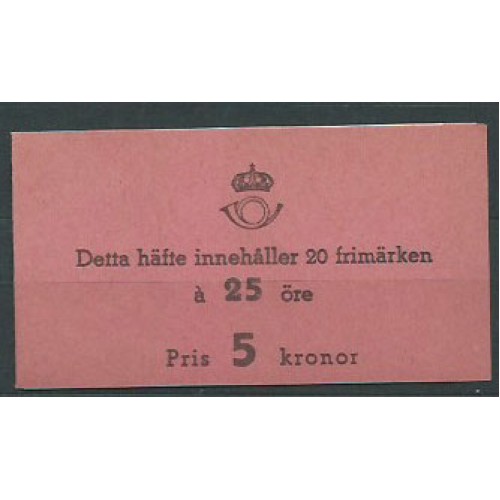 Detta häfte innehåller 20 frimärken
à 25 öre
Pris 5 kronor